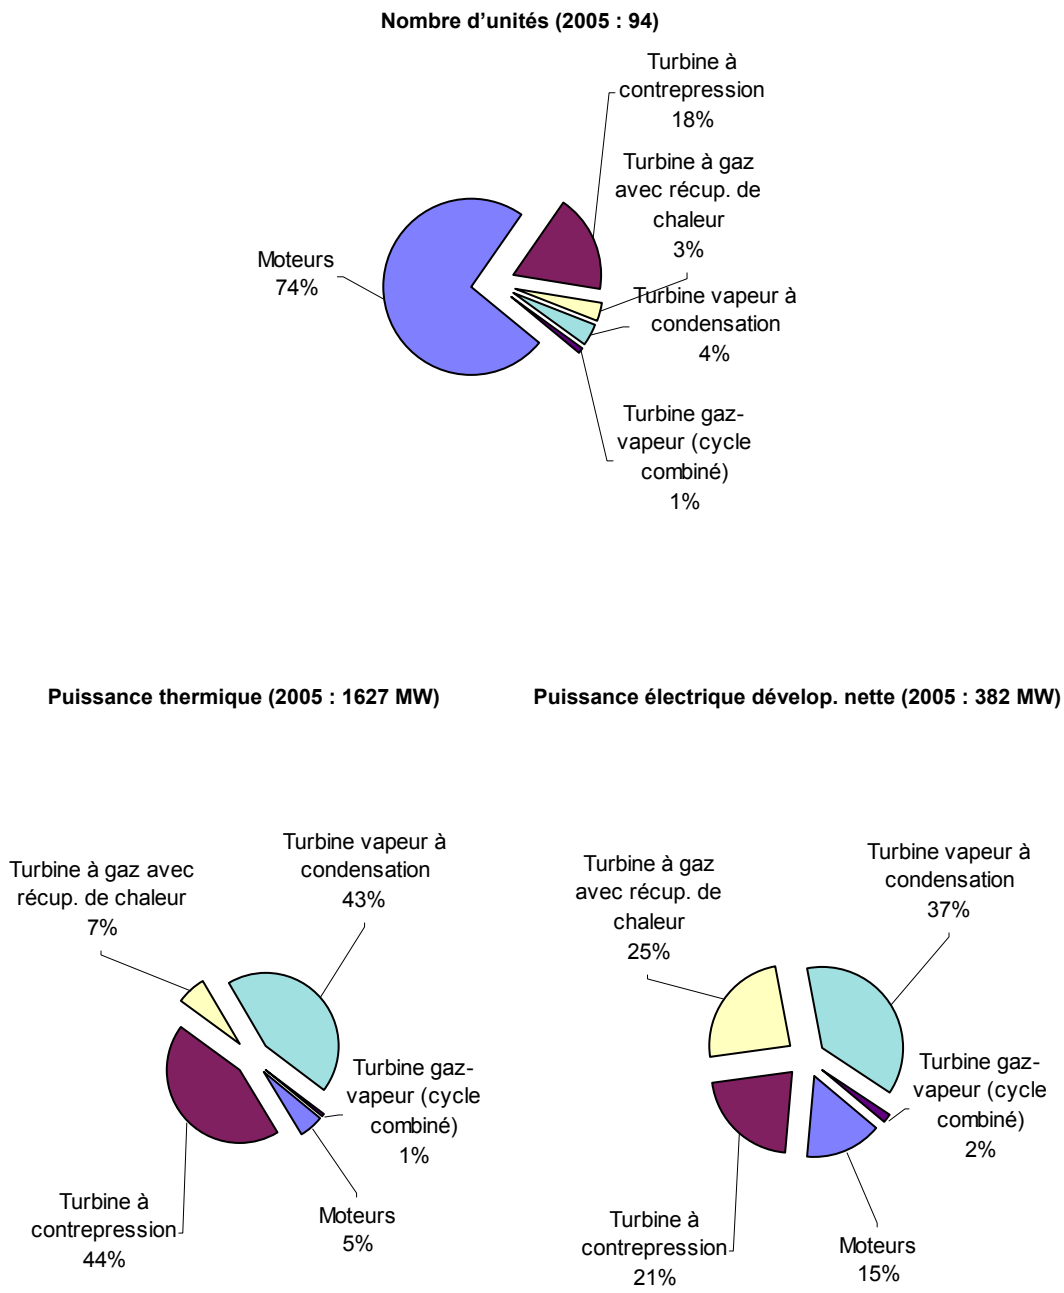 Nombre d'unités (2005 : 94)
Turbine à
contrepression
18%
Turbine à gaz
avec récup. de
chaleur
3%
Moteurs
74%
Turbine vapeur à
condensation
4%
Turbine gaz-
vapeur (cycle
combiné)
1%
Puissance thermique (2005 : 1627 MW)
Turbine vapeur à
condensation
43%
Turbine à gaz avec
récup. de chaleur
7%
Turbine gaz-
vapeur (cycle
combiné)
1%
Turbine à
contrepression
44%
Moteurs
5%
Puissance électrique dévelop. nette (2005 : 382 MW)
Turbine vapeur à
condensation
37%
Turbine à gaz
avec récup. de
chaleur
25%
Turbine gaz-
vapeur (cycle
combiné)
2%
Turbine à
contrepression
21%
Moteurs
15%